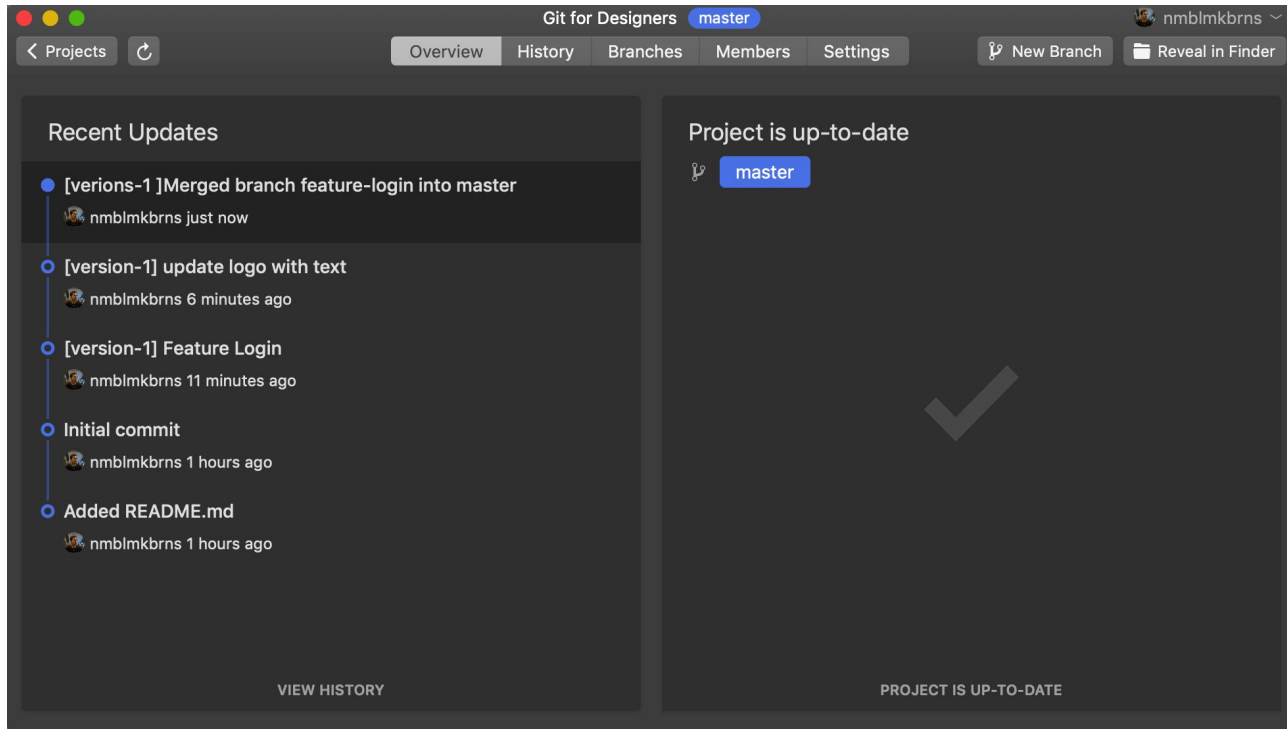 Git for Designers master
nmblmkbrns
Projects
Overview History Branches Members Settings
New Branch
Reveal in Finder
Recent Updates
[verions-1 ]Merged branch feature-login into master
nmblmkbrns just now
[version-1] update logo with text
nmblmkbrns 6 minutes ago
[version-1] Feature Login
nmblmkbrns 11 minutes ago
Initial commit
nmblmkbrns 1 hours ago
Added README.md
nmblmkbrns 1 hours ago
VIEW HISTORY
Project is up-to-date
master
PROJECT IS UP-TO-DATE